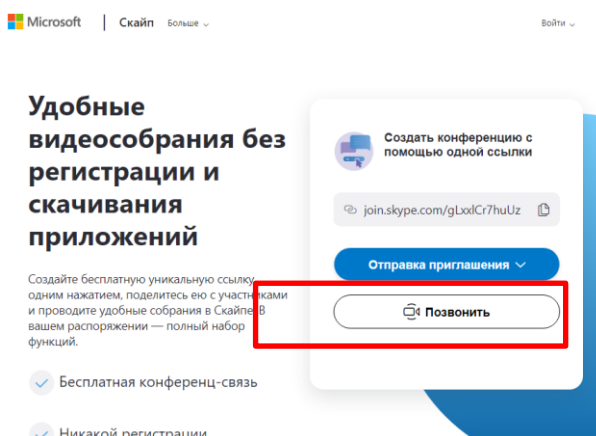 Microsoft
Скайп
Больше
Войти
Удобные
видеособрания без
регистрации и
скачивания
приложений
Создайте бесплатную уникальную ссылку
одним нажатием, поделитесь ею с участниками
и проводите удобные собрания в Скайпе. В
вашем распоряжении — полный набор
функций.
Бесплатная конференц-связь
Никакой регистрации
Создать конференцию с
помощью одной ссылки
join.skype.com/gLxxlCr7huUz
Отправка приглашения
Позвонить